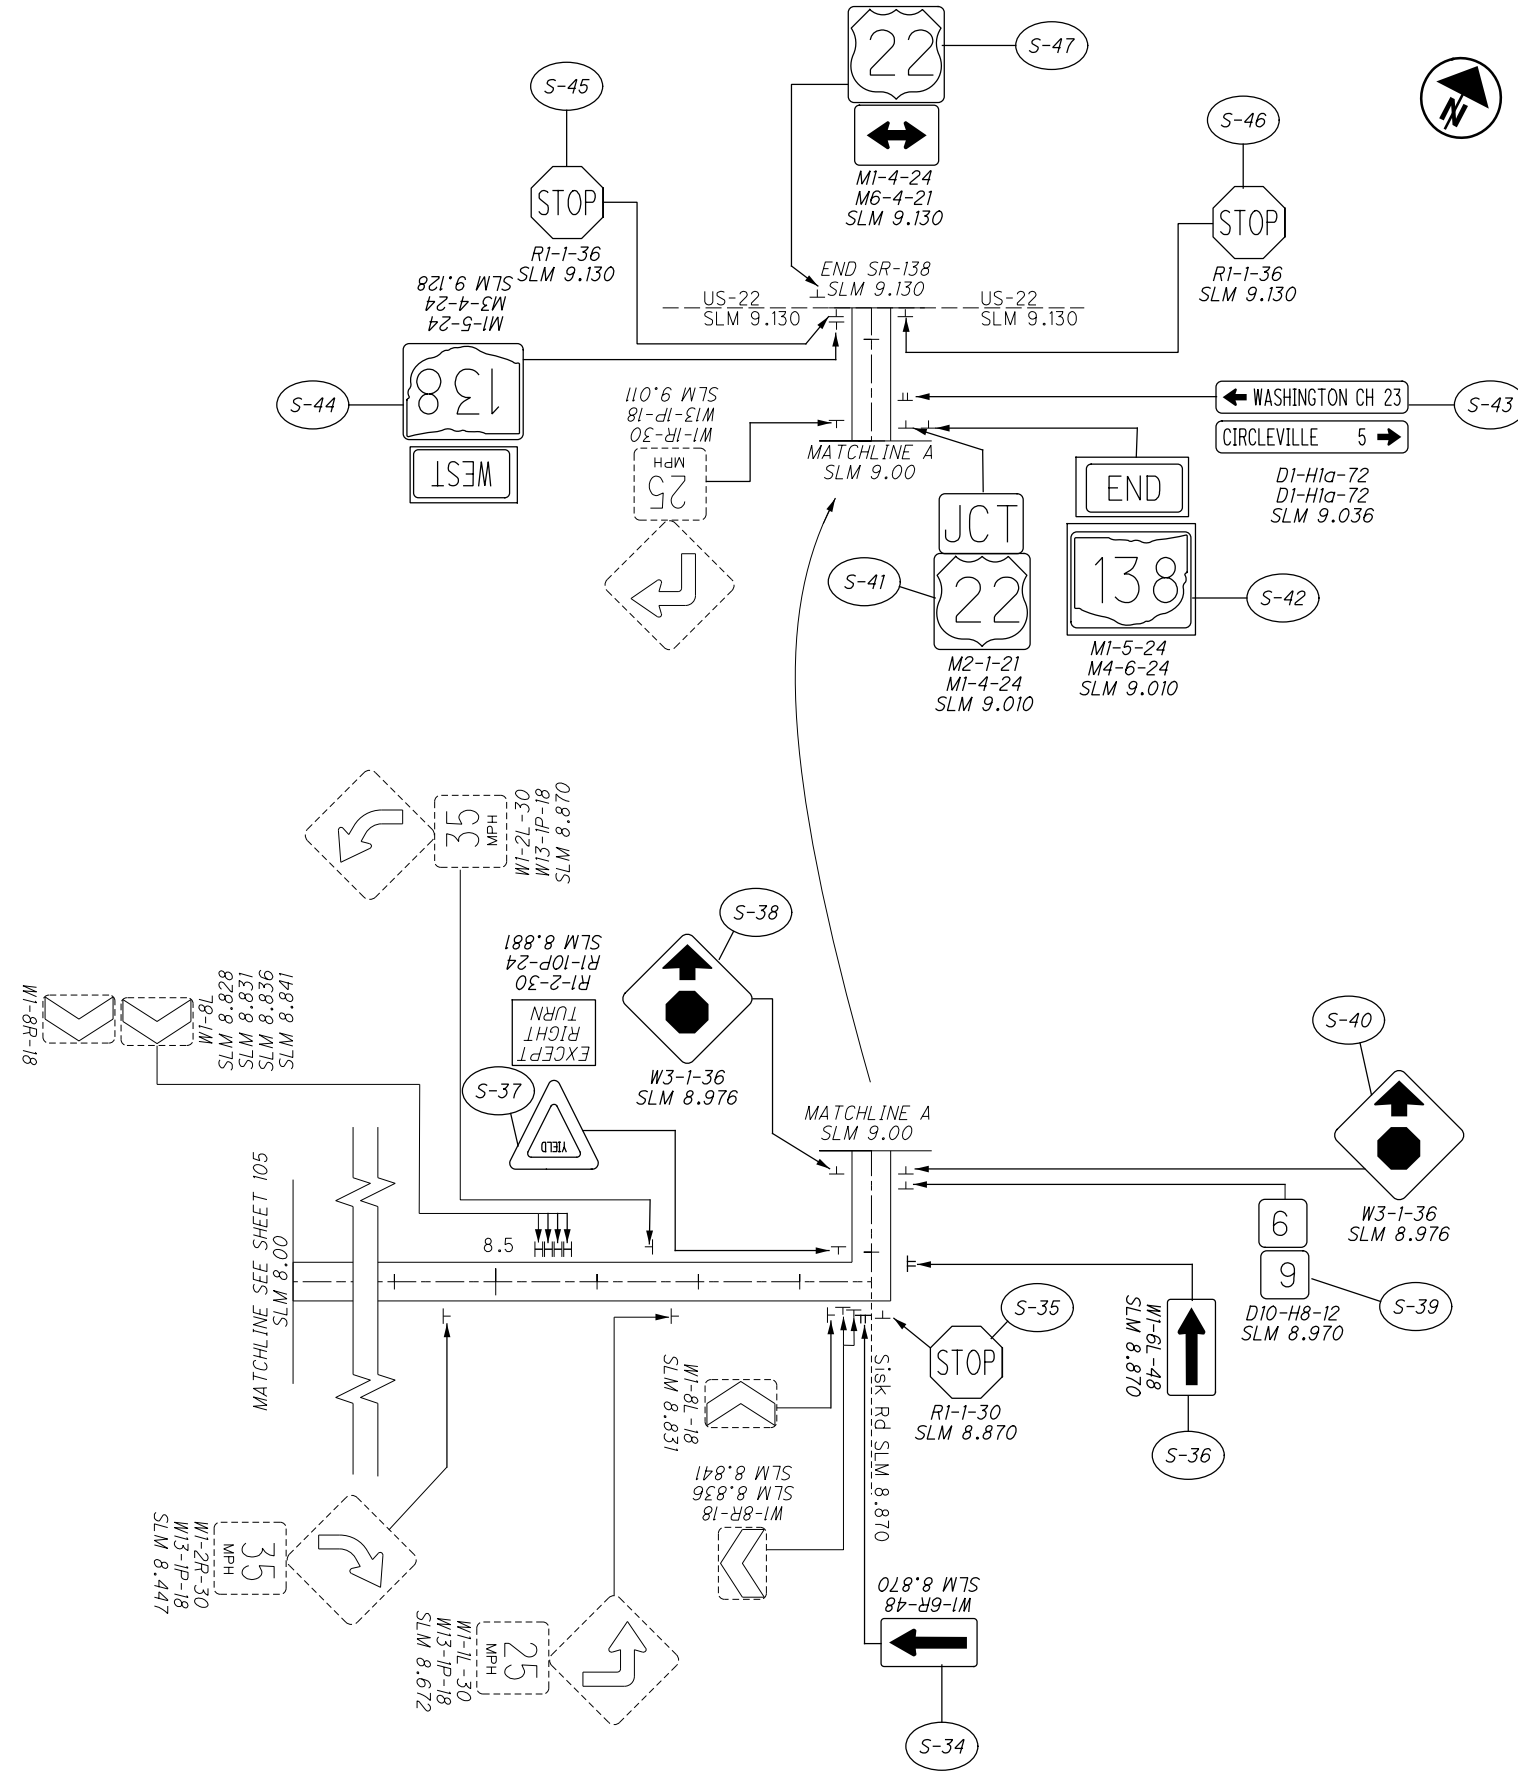 22
S-47
S-45
S-46
N
STOP
R1-1-36
SLM 9.130
M1-4-24
M6-4-21
SLM 9.130
STOP
R1-1-36
SLM 9.130
END SR-138
SLM 9.130
US-22
SLM 9.130
US-22
SLM 9.130
M1-5-24
M3-4-24
SLM 9.128
138
WEST
S-44
W1-1R-30
W13-1P-18
SLM 9.011
25
MPH
MATCHLINE A
SLM 9.00
WASHINGTON CH 23
CIRCLEVILLE 5
S-43
D1-H1a-72
D1-H1a-72
SLM 9.036
JCT
22
S-41
M2-1-21
M1-4-24
SLM 9.010
END
138
S-42
M1-5-24
M4-6-24
SLM 9.010
35
MPH
W1-2L-30
W13-1P-18
SLM 8.870
S-38
W3-1-36
SLM 8.976
R1-2-30
R1-10P-24
SLM 8.881
EXCEPT
RIGHT
TURN
YIELD
S-37
W1-8R-18
W1-8L
SLM 8.828
SLM 8.831
SLM 8.836
SLM 8.841
S-40
W3-1-36
SLM 8.976
MATCHLINE A
SLM 9.00
6
9
S-39
D10-H8-12
SLM 8.970
MATCHLINE SEE SHEET 105
SLM 8.00
8.5
S-35
STOP
R1-1-30
SLM 8.870
W1-6L-48
SLM 8.870
S-36
Sisk Rd SLM 8.870
W1-8L-18
SLM 8.831
W1-8R-18
SLM 8.836
SLM 8.841
35
MPH
W1-2R-30
W13-1P-18
SLM 8.447
25
MPH
W1-1L-30
W13-1P-18
SLM 8.672
W1-6R-48
SLM 8.870
S-34